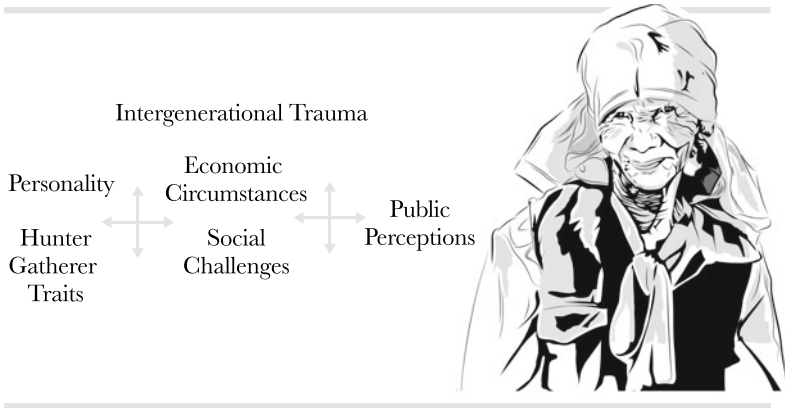 Intergenerational Trauma
Personality
Hunter
Gatherer
Traits
Economic
Circumstances
Social
Challenges
Public
Perceptions